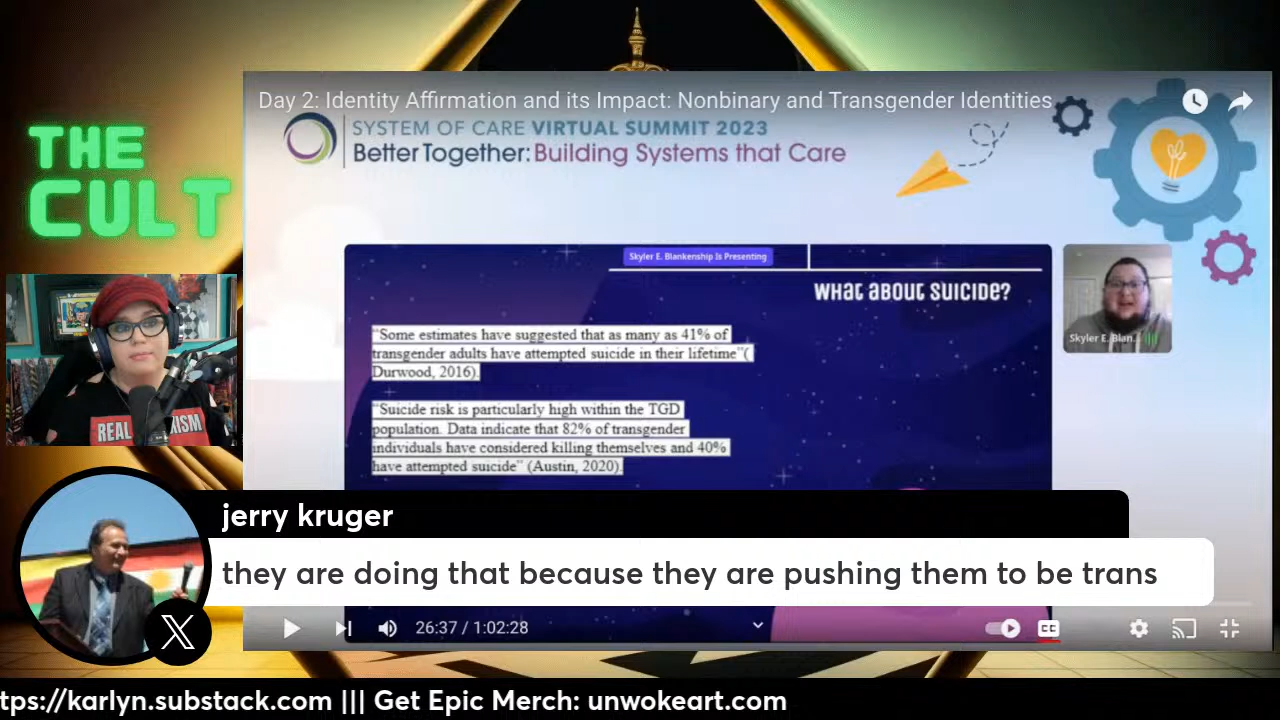 Day 2: Identity Affirmation and its Impact: Nonbinary and Transgender Identities
SYSTEM OF CARE VIRTUAL SUMMIT 2023
Better Together: Building Systems that Care
THE
CULT
Skyler E. Blankenship Is Presenting
What about Suicide?
"Some estimates have suggested that as many as 41% of
transgender adults have attempted suicide in their lifetime"(
Durwood, 2016).
"Suicide risk is particularly high within the TGD
population. Data indicate that 82% of transgender
individuals have considered killing themselves and 40%
have attempted suicide" (Austin, 2020).
Skyler E. Blan...
REAL
jerry kruger
they are doing that because they are pushing them to be trans
X
26:37 / 1:02:28
CC
tps://karlyn.substack.com ||| Get Epic Merch: unwokeart.com